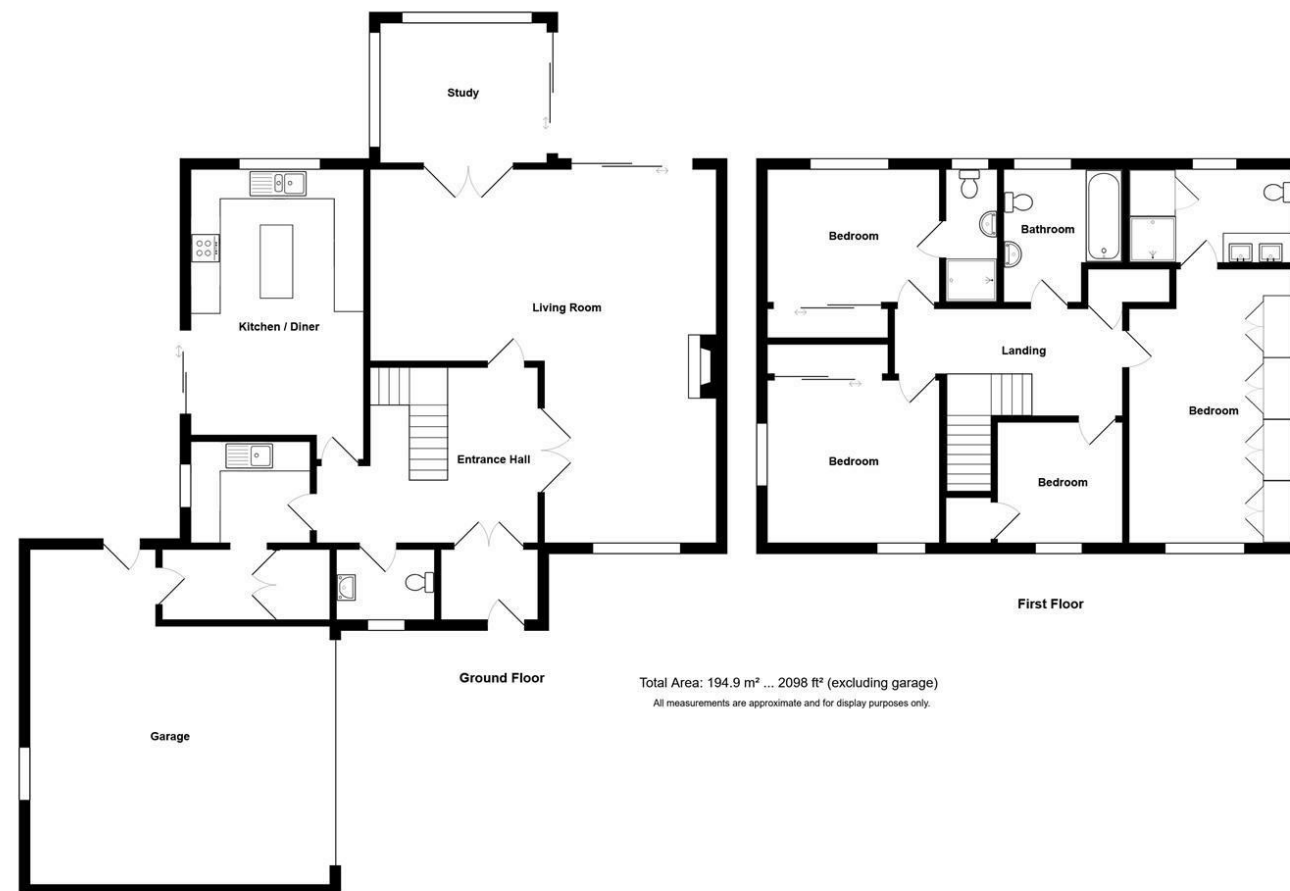 Study
Kitchen / Diner
Living Room
Entrance Hall
Garage
Ground Floor
Bedroom
Bathroom
Landing
Bedroom
Bedroom
Bedroom
First Floor
Total Area: 194.9 m² ... 2098 ft² (excluding garage)
All measurements are approximate and for display purposes only.